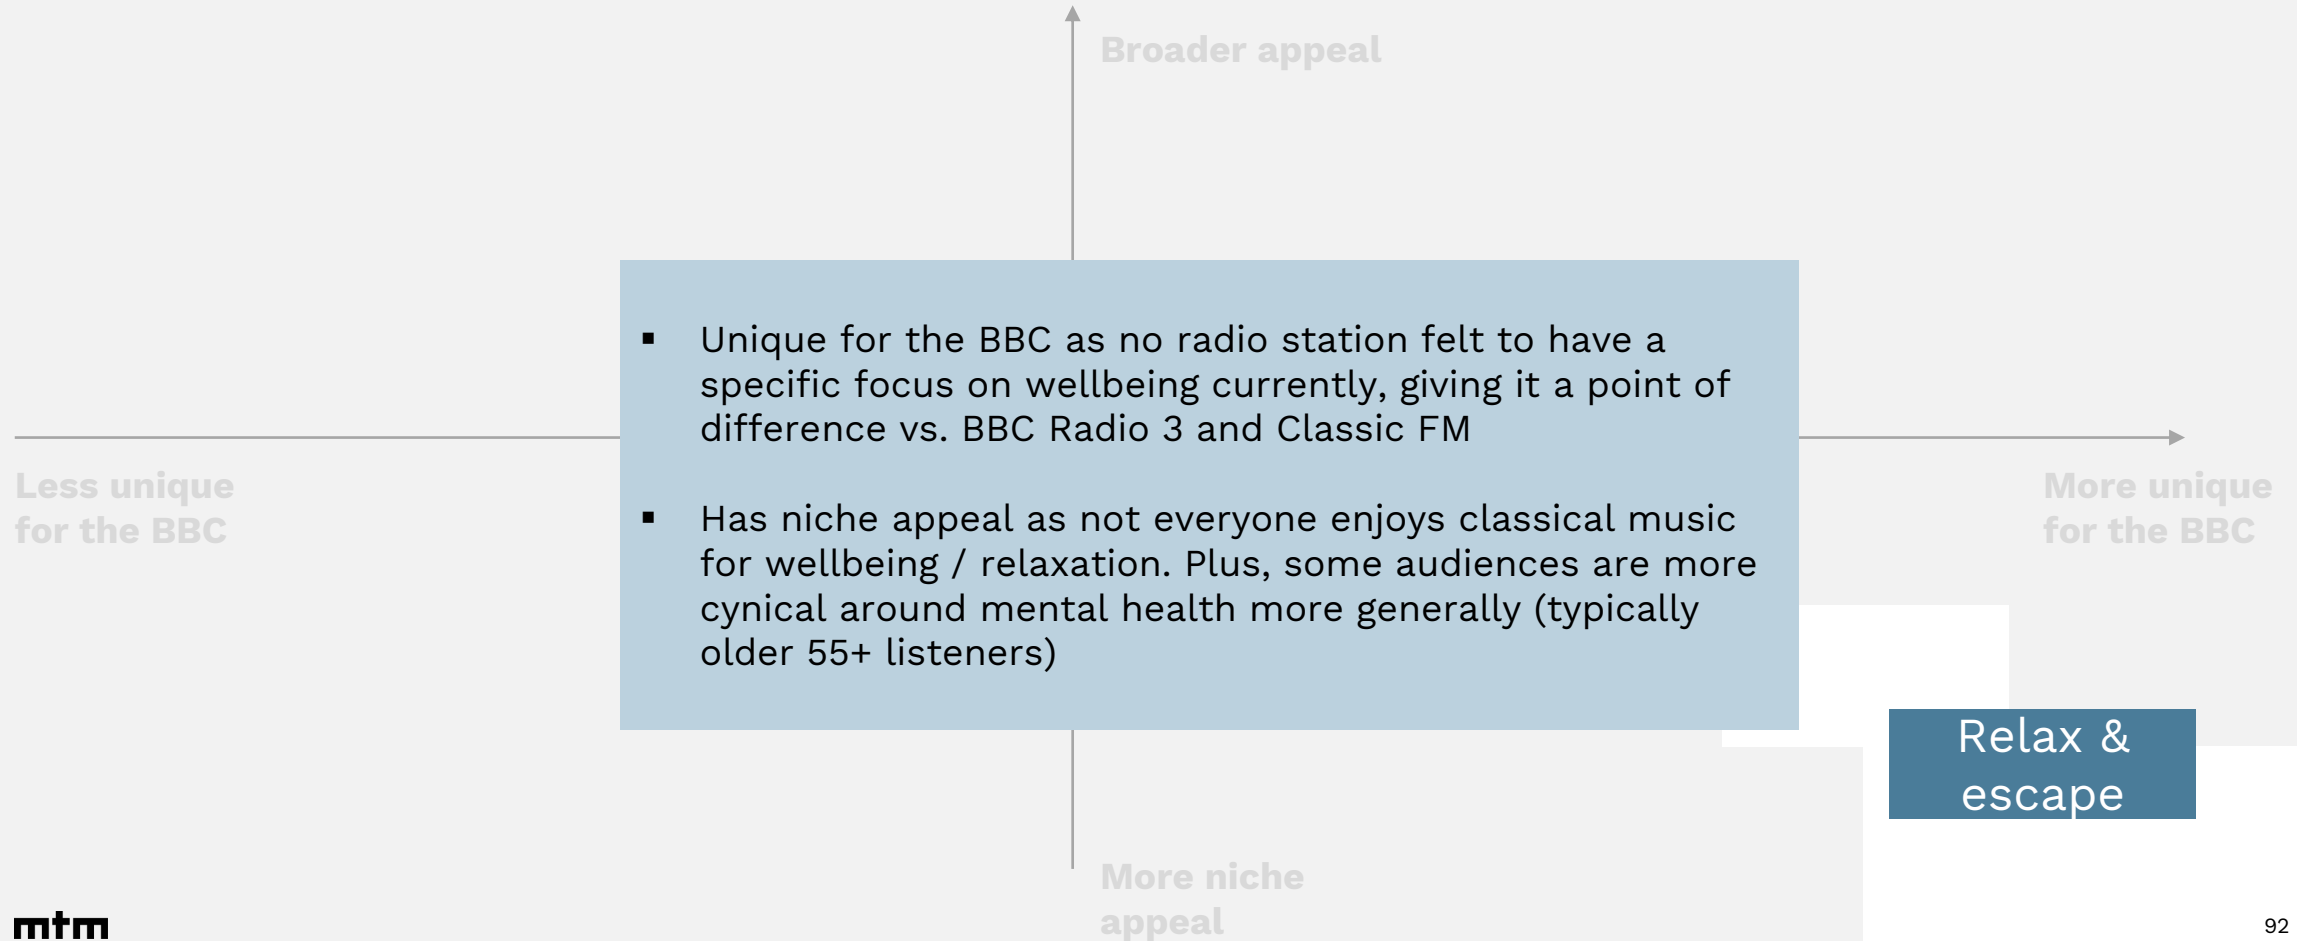 Broader appeal
▪ Unique for the BBC as no radio station felt to have a
specific focus on wellbeing currently, giving it a point of
difference vs. BBC Radio 3 and Classic FM
Less unique
for the BBC
More unique
for the BBC
▪ Has niche appeal as not everyone enjoys classical music
for wellbeing / relaxation. Plus, some audiences are more
cynical around mental health more generally (typically
older 55+ listeners)
Relax &
escape
More niche
appeal
mtm
92